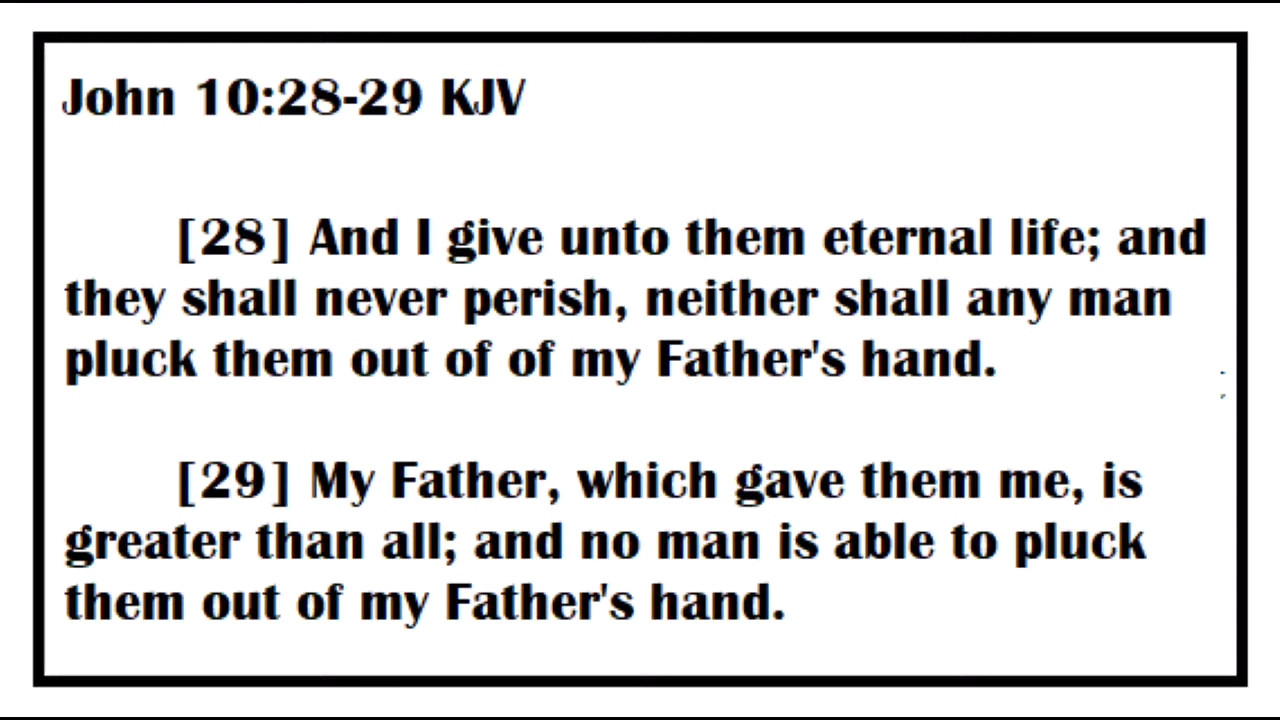 John 10:28-29 KJV
[28] And I give unto them eternal life; and
they shall never perish, neither shall any man
pluck them out of of my Father's hand.
[29] My Father, which gave them me, is
greater than all; and no man is able to pluck
them out of my Father's hand.